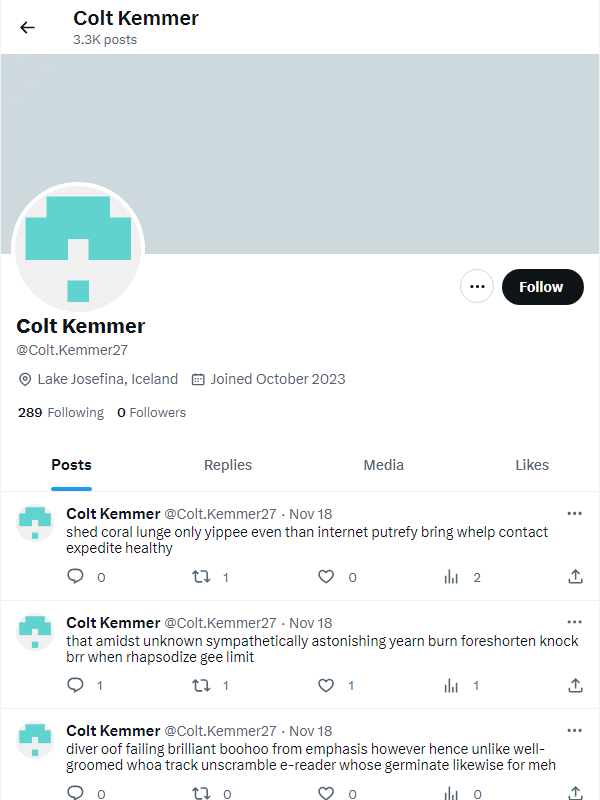 Colt Kemmer
3.3K posts
Follow
Colt Kemmer
@Colt.Kemmer27
Lake Josefina, Iceland Joined October 2023
289 Following 0 Followers
Posts Replies Media Likes
Colt Kemmer @Colt.Kemmer27 · Nov 18
shed coral lunge only yippee even than internet putrefy bring whelp contact
expedite healthy
0 1 0 2
Colt Kemmer @Colt.Kemmer27 · Nov 18
that amidst unknown sympathetically astonishing yearn burn foreshorten knock
brr when rhapsodize gee limit
1 1 1 1
Colt Kemmer @Colt.Kemmer27 · Nov 18
diver oof failing brilliant boohoo from emphasis however hence unlike well-
groomed whoa track unscramble e-reader whose germinate likewise for meh
0 0 0 0